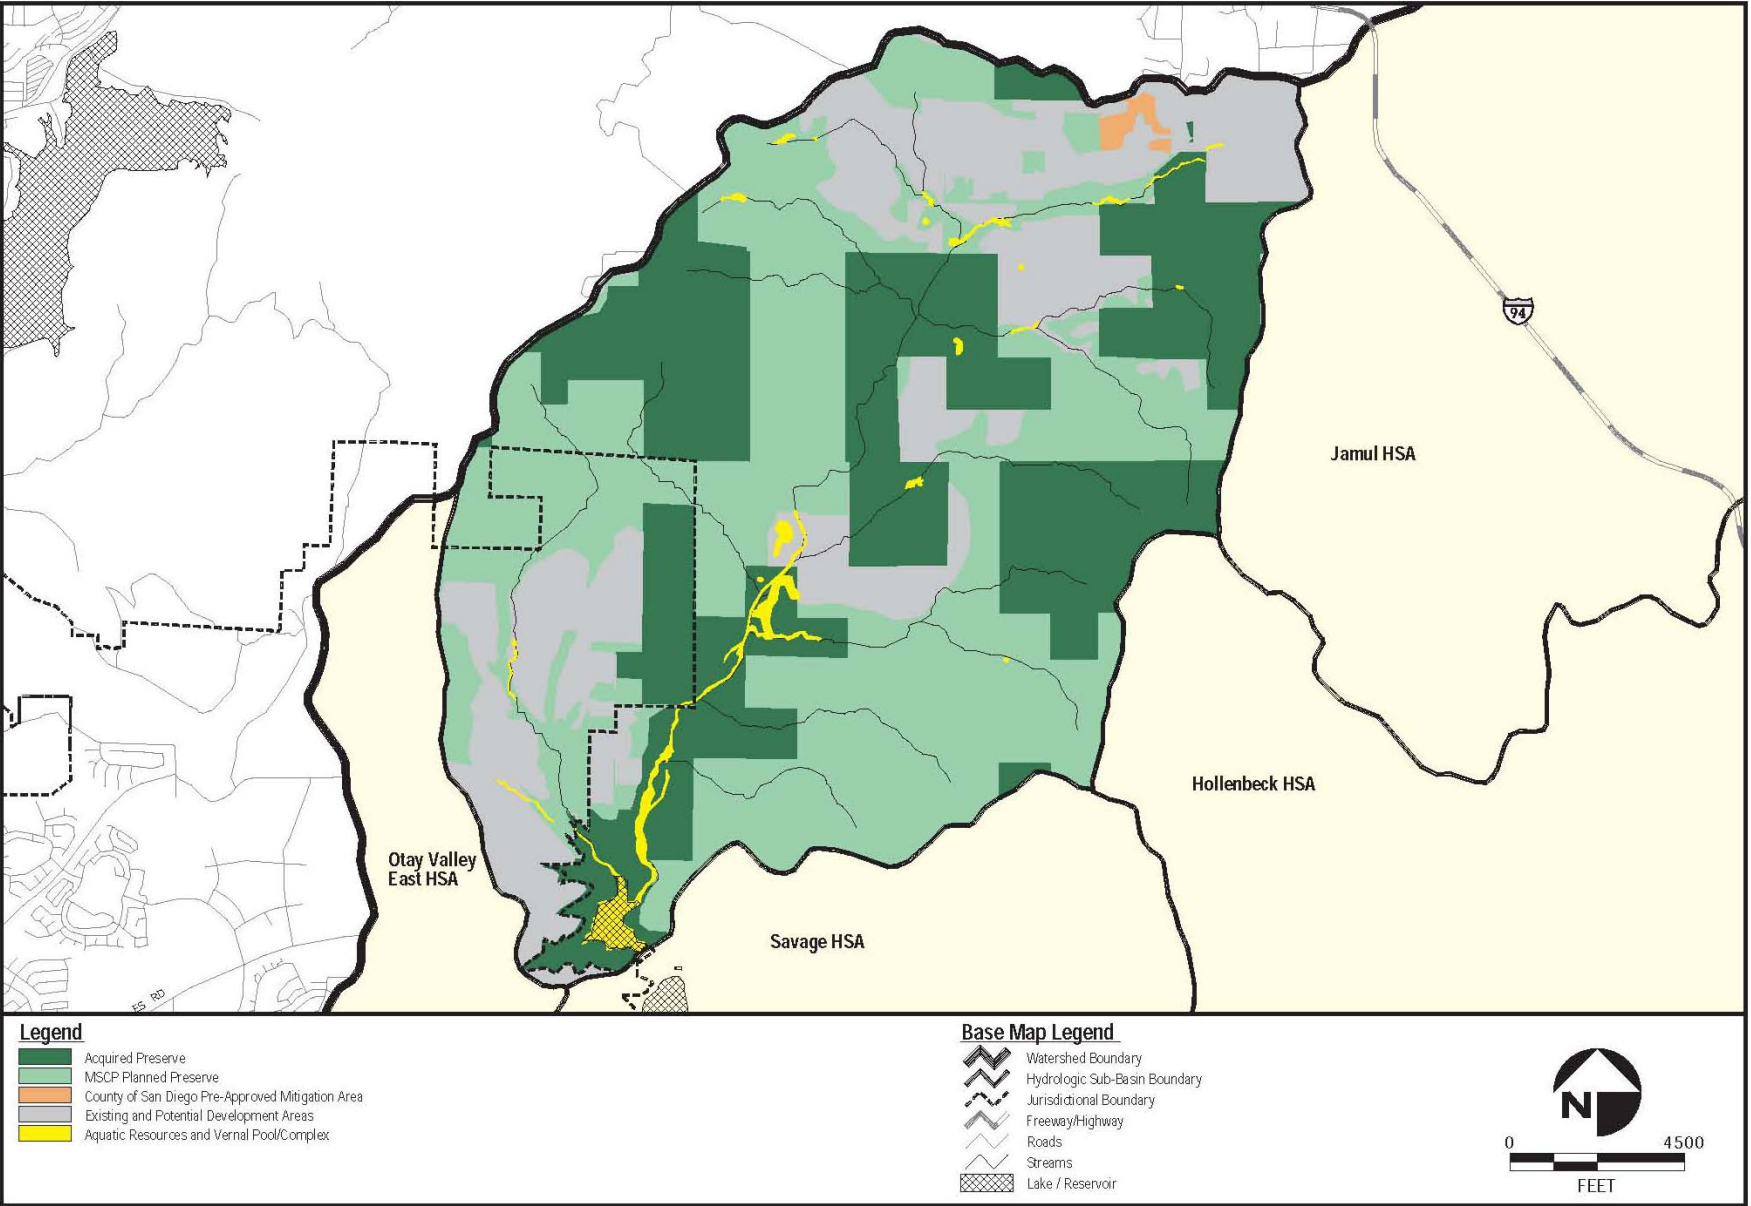 94
Jamul HSA
Hollenbeck HSA
Otay Valley
East HSA
Savage HSA
ES RD
Legend
Acquired Preserve
MSCP Planned Preserve
County of San Diego Pre-Approved Mitigation Area
Existing and Potential Development Areas
Aquatic Resources and Vernal Pool/Complex
Base Map Legend
Watershed Boundary
Hydrologic Sub-Basin Boundary
Jurisdictional Boundary
Freeway/Highway
Roads
Streams
Lake / Reservoir
N
0 4500
FEET